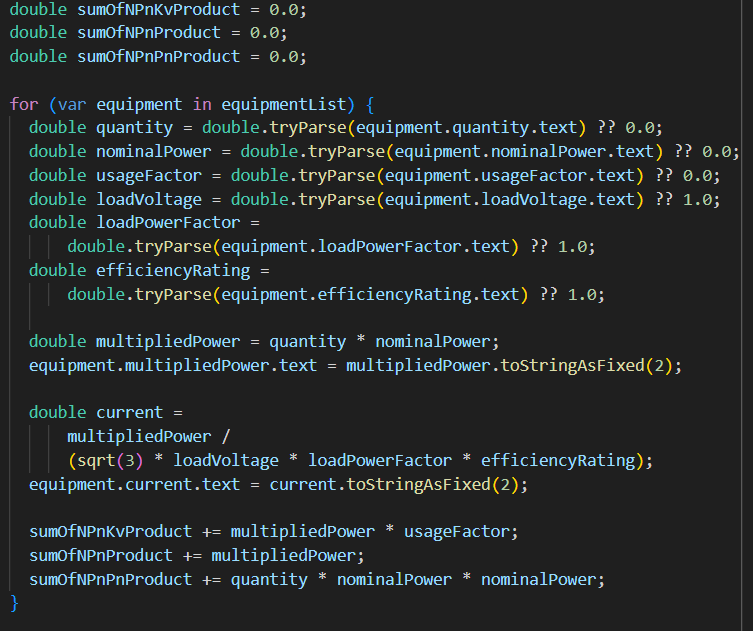 double sumOfNPnKvProduct = 0.0;
double sumOfNPnProduct = 0.0;
double sumOfNPnPnProduct = 0.0;

for (var equipment in equipmentList) {
  double quantity = double.tryParse(equipment.quantity.text) ?? 0.0;
  double nominalPower = double.tryParse(equipment.nominalPower.text) ?? 0.0;
  double usageFactor = double.tryParse(equipment.usageFactor.text) ?? 0.0;
  double loadVoltage = double.tryParse(equipment.loadVoltage.text) ?? 1.0;
  double loadPowerFactor =
      double.tryParse(equipment.loadPowerFactor.text) ?? 1.0;
  double efficiencyRating =
      double.tryParse(equipment.efficiencyRating.text) ?? 1.0;

  double multipliedPower = quantity * nominalPower;
  equipment.multipliedPower.text = multipliedPower.toStringAsFixed(2);

  double current =
      multipliedPower /
      (sqrt(3) * loadVoltage * loadPowerFactor * efficiencyRating);
  equipment.current.text = current.toStringAsFixed(2);

  sumOfNPnKvProduct += multipliedPower * usageFactor;
  sumOfNPnProduct += multipliedPower;
  sumOfNPnPnProduct += quantity * nominalPower * nominalPower;
}